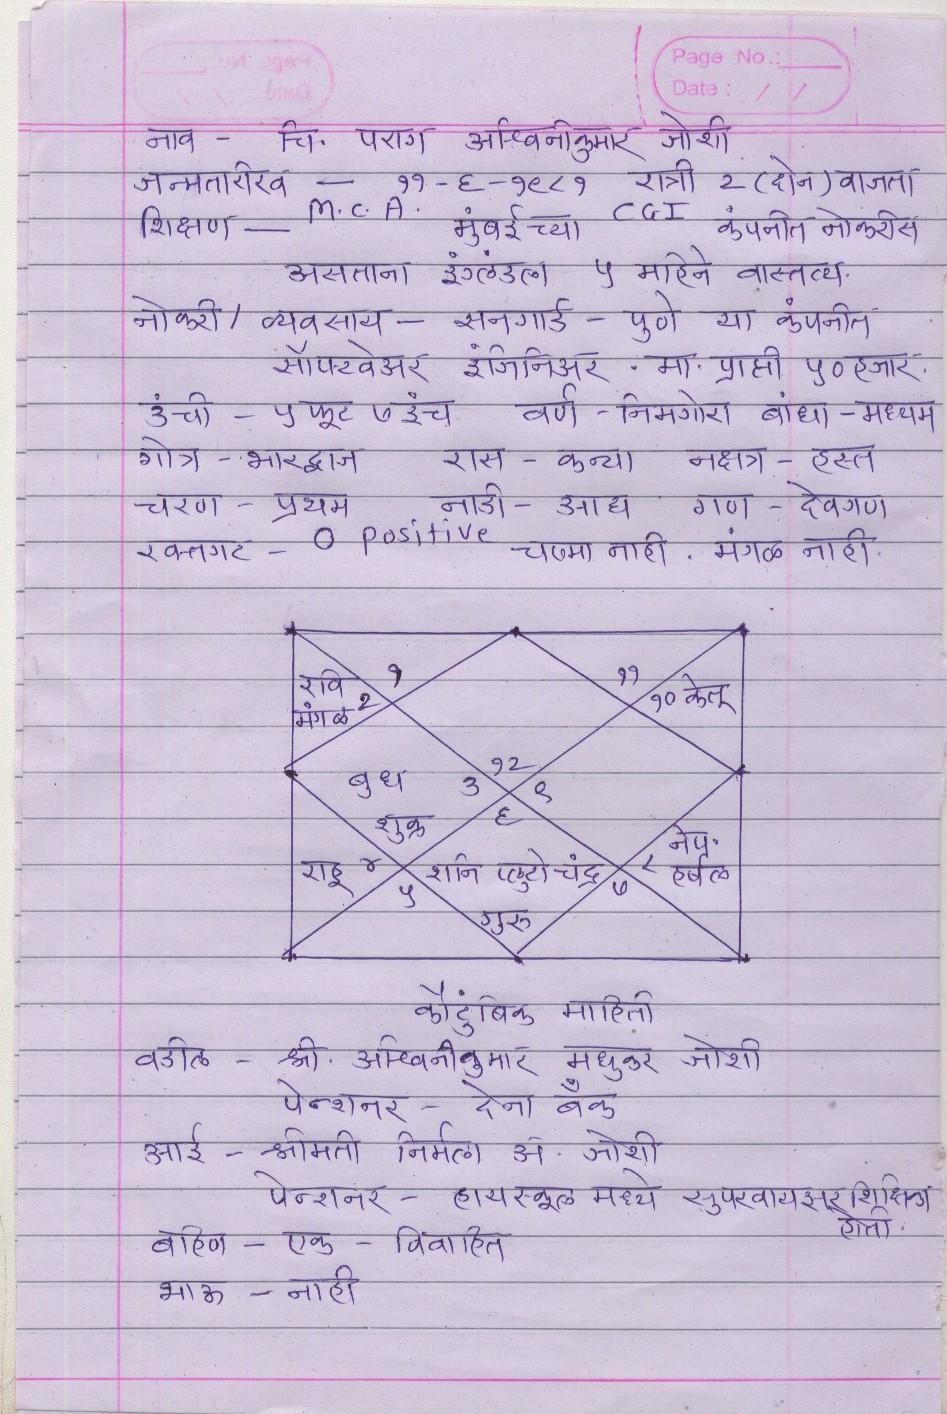 Page No.:
Date : / /
नाव - चि. पराग अश्विनीकुमार जोशी
जन्मतारीख — ११-६-१९८१ रात्री २ (दोन) वाजता
शिक्षण — M.C.A. मुंबईच्या CGI कंपनीत नोकरीस
असताना इंग्लंडला ५ महिने वास्तव्य.
नोकरी / व्यवसाय - सनगार्ड - पुणे या कंपनीत
सॉफ्टवेअर इंजिनिअर . मा. प्राप्ती ५० हजार.
उंची - ५ फूट ७ इंच वर्ण - निमगोरा बांधा - मध्यम
गोत्र - भारद्वाज रास - कन्या नक्षत्र - हस्त
चरण - प्रथम नाडी - आद्य गण - देवगण
रक्तगट - O positive चष्मा नाही . मंगळ नाही.
रवि १ ११
मंगळ २ १० केतू
१२
बुध ३ ९
शुक्र ६
नेप.
राहू ४ शनि प्लुटो चंद्र ८ हर्षल
५ ७
गुरु
कौटुंबिक माहिती
वडील - श्री. अश्विनीकुमार मधुकर जोशी
पेन्शनर - देना बँक
आई - श्रीमती निर्मला अ. जोशी
पेन्शनर - हायस्कूल मध्ये सुपरवायझर शिक्षिका
होती.
बहिण - एक - विवाहित
भाऊ - नाही